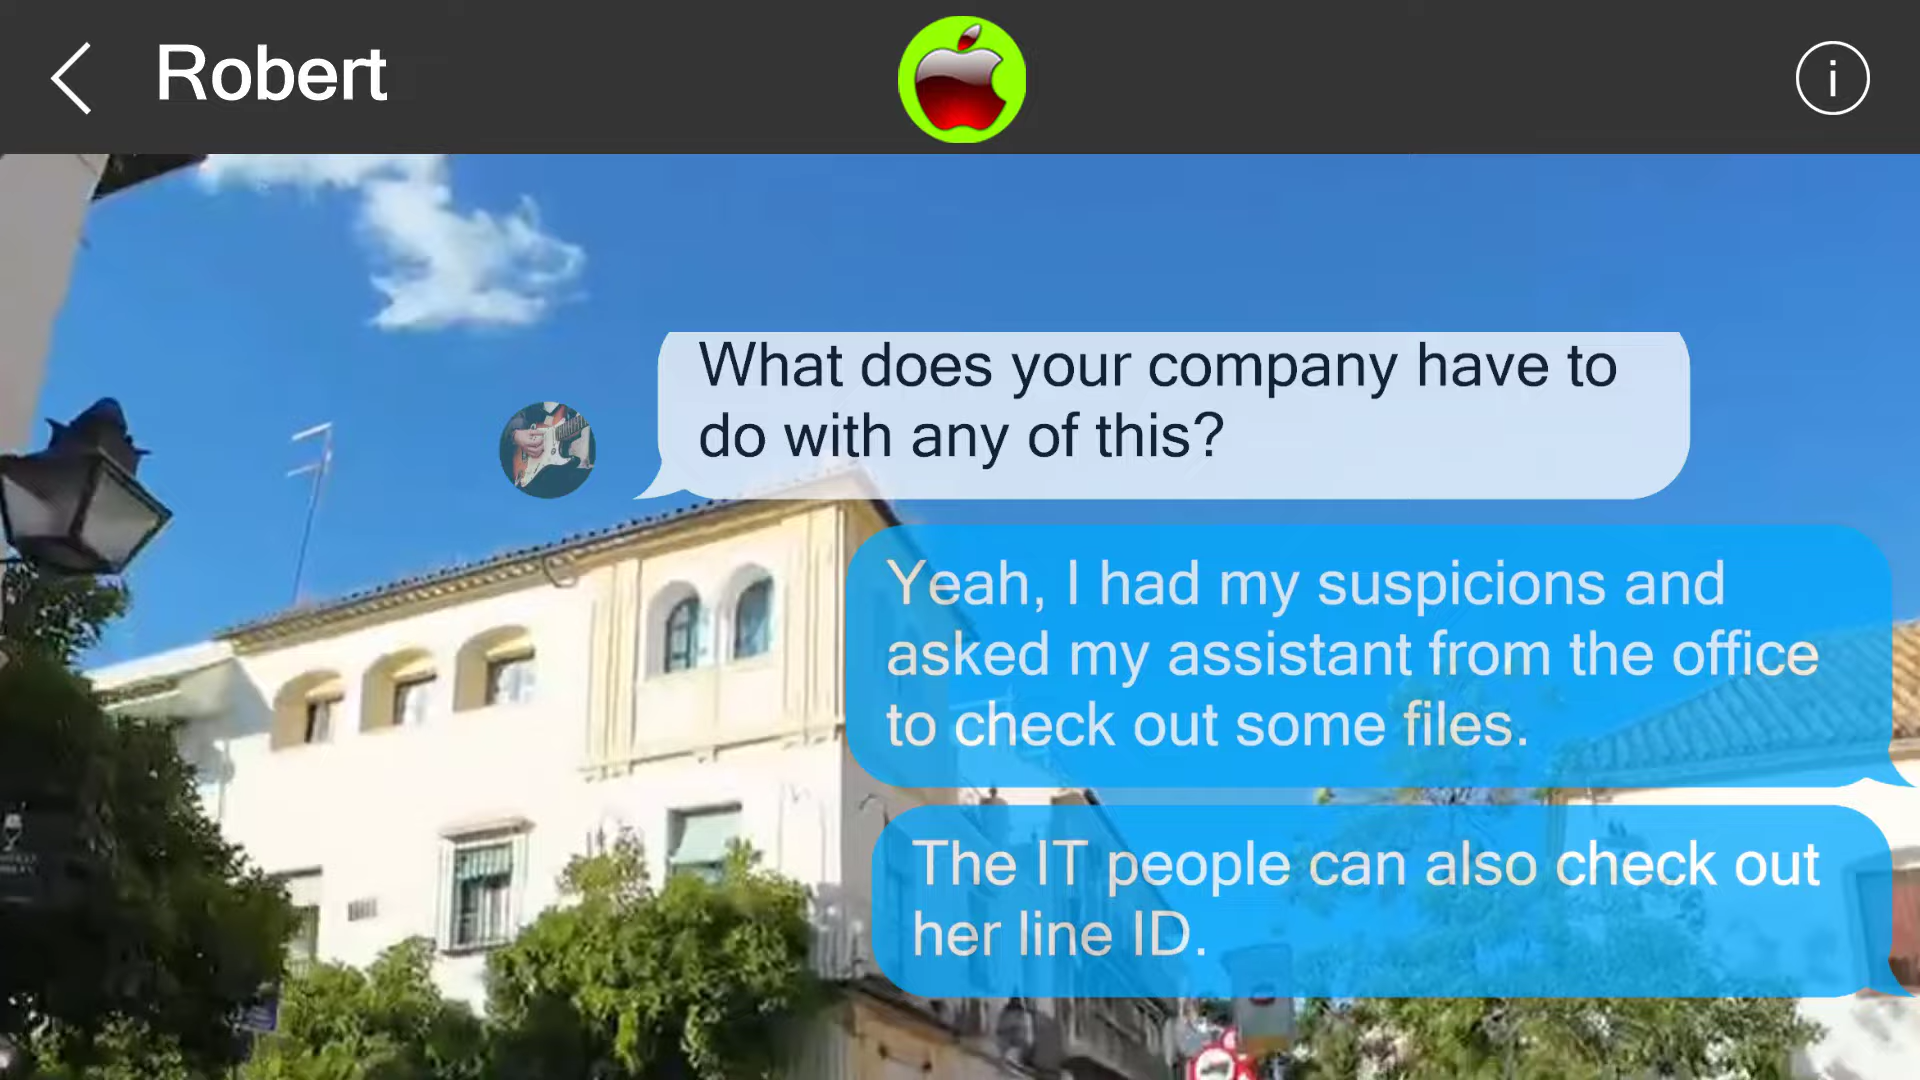 Robert
What does your company have to
do with any of this?
Yeah, I had my suspicions and
asked my assistant from the office
to check out some files.
The IT people can also check out
her line ID.